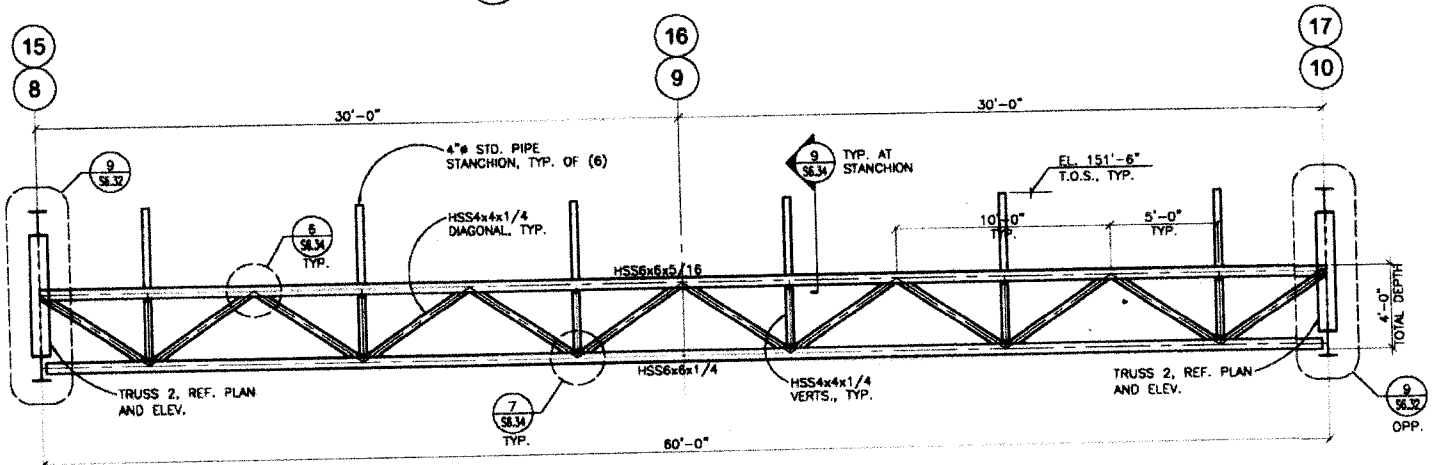 15
8
16
9
17
10
30'-0"
30'-0"
9
S6.32
4"ø STD. PIPE
STANCHION, TYP. OF (6)
9
S6.34
TYP. AT
STANCHION
EL. 151'-6"
T.O.S., TYP.
6
S6.34
TYP.
HSS4x4x1/4
DIAGONAL, TYP.
10'-0"
TYP.
5'-0"
TYP.
HSS6x6x5/16
4'-0"
TOTAL DEPTH
HSS6x6x1/4
TRUSS 2, REF. PLAN
AND ELEV.
7
S6.34
TYP.
HSS4x4x1/4
VERTS., TYP.
TRUSS 2, REF. PLAN
AND ELEV.
9
S6.32
OPP.
60'-0"